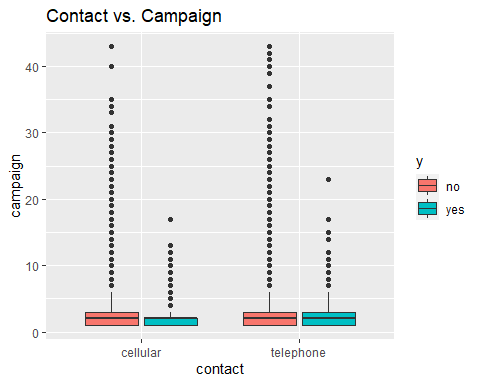 Contact vs. Campaign
40
30
20
10
0
campaign
cellular
telephone
contact
y
no
yes